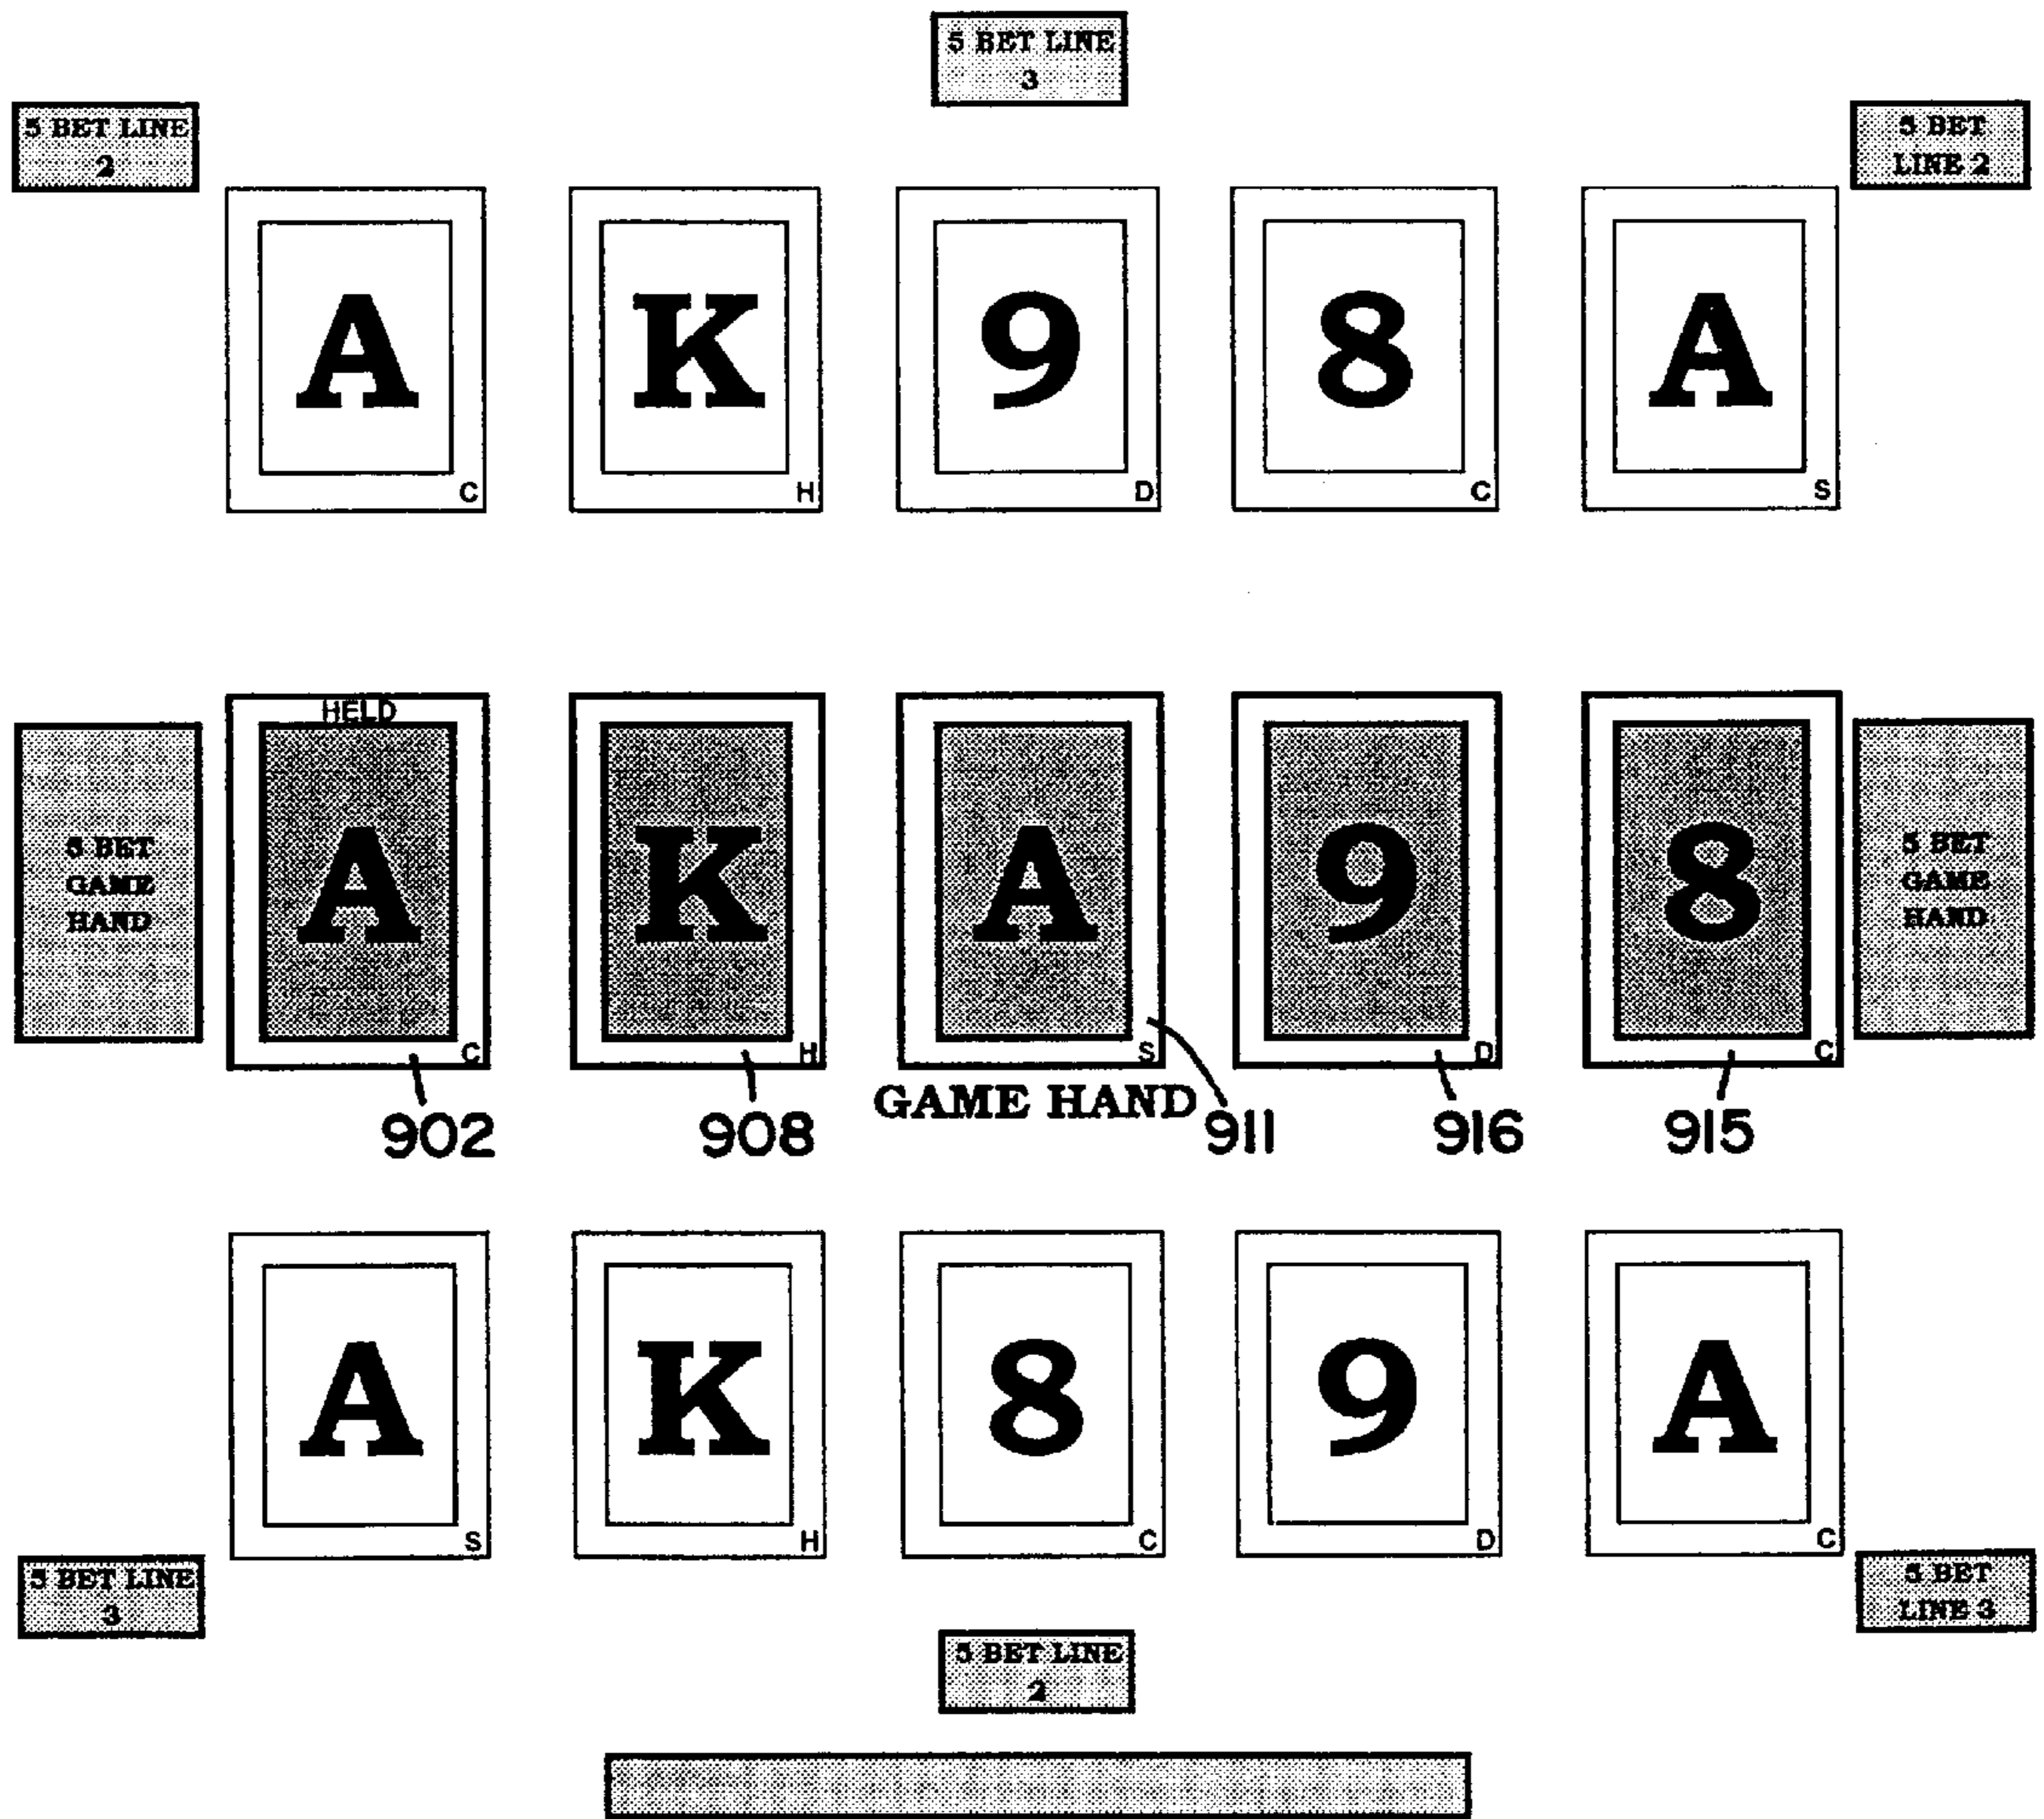 5 BET LINE
3
5 BET LINE
2
5 BET
LINE 2
A
C
K
H
9
D
8
C
A
S
5 BET
GAME
HAND
HELD
A
C
K
H
A
S
9
D
8
C
5 BET
GAME
HAND
902
908
GAME HAND
911
916
915
A
S
K
H
8
C
9
D
A
C
5 BET LINE
3
5 BET
LINE 3
5 BET LINE
2